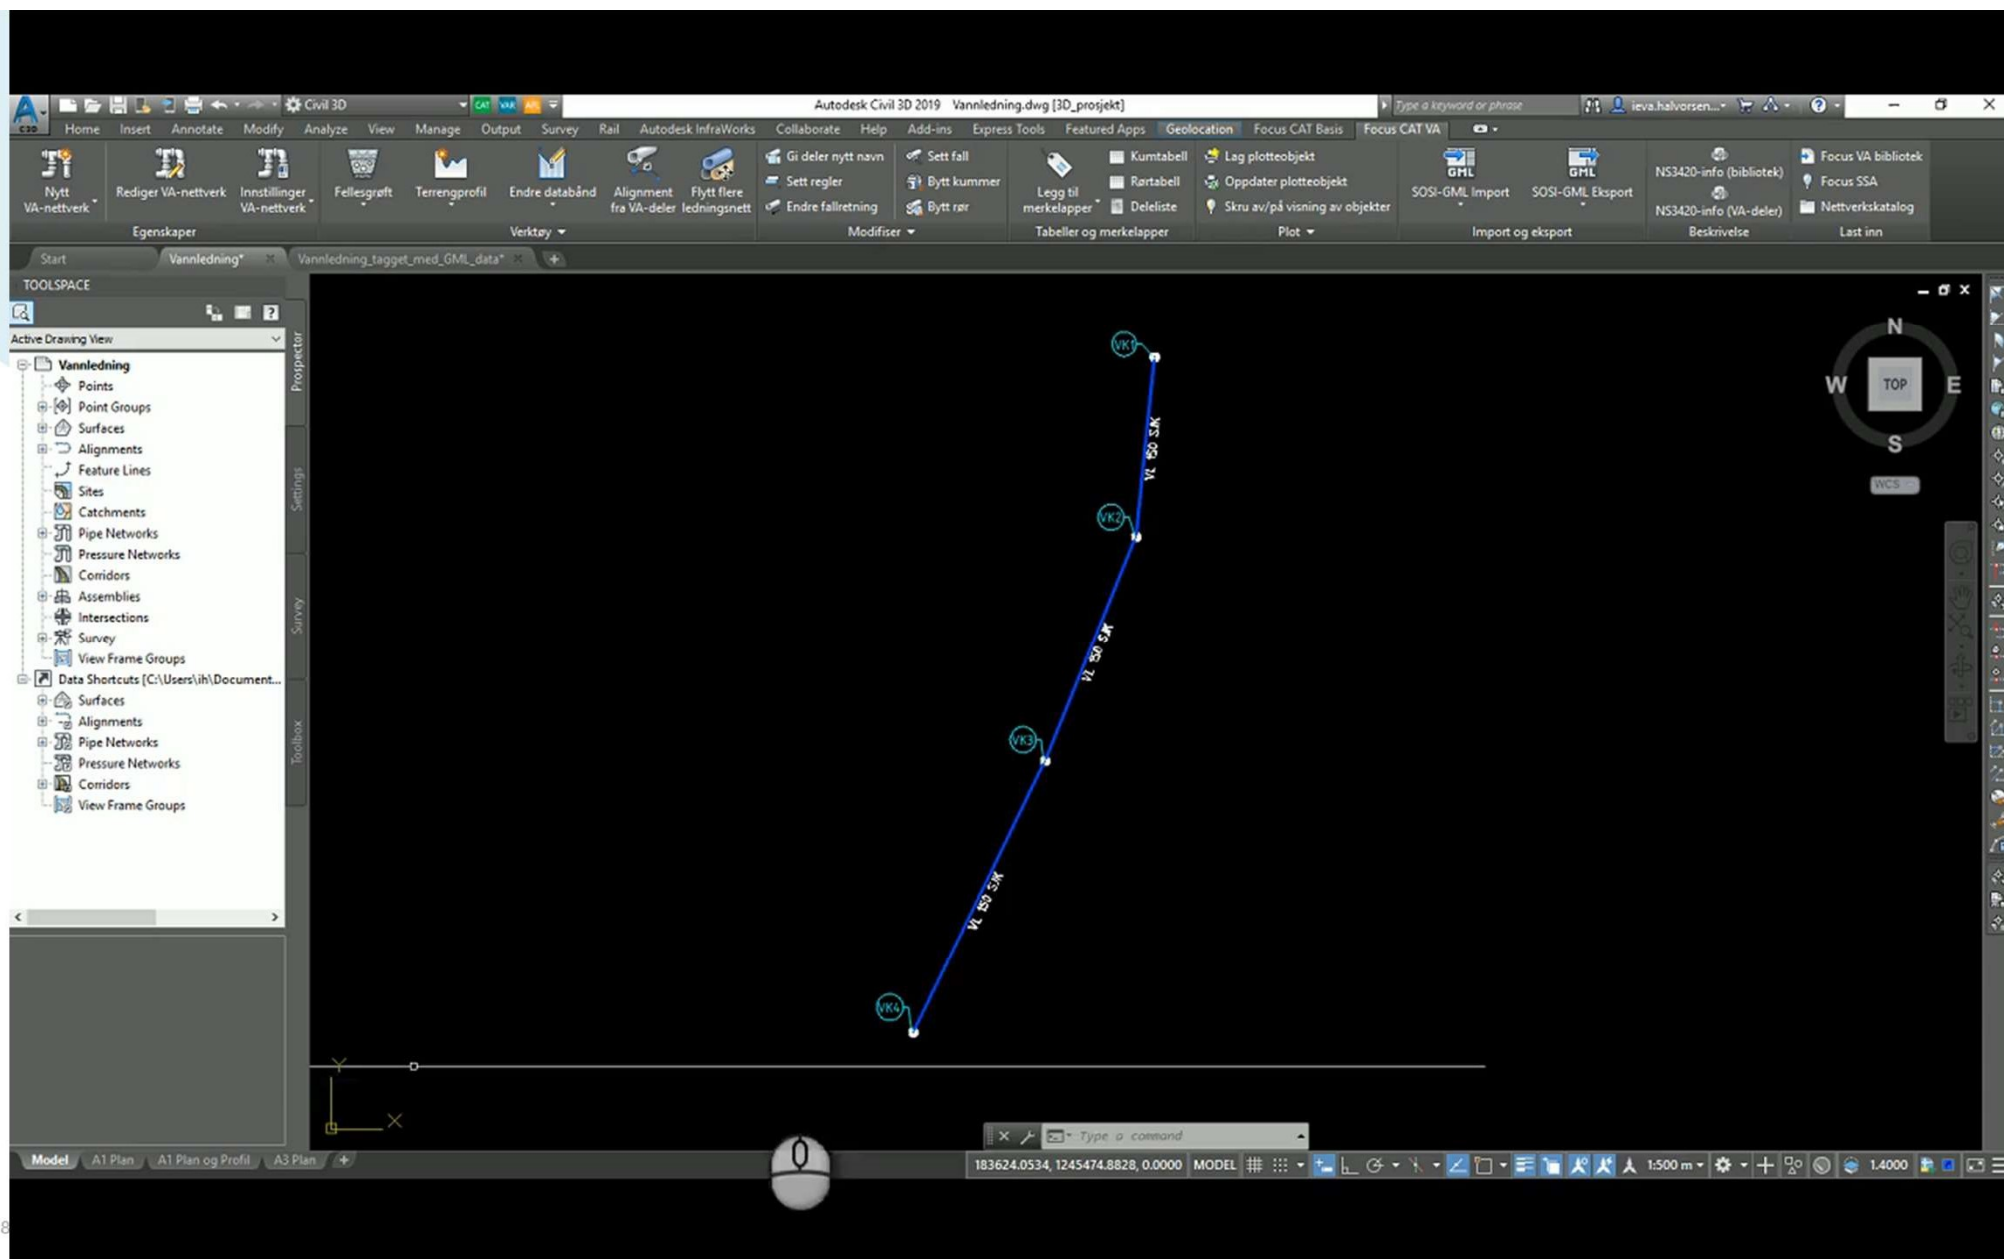 Civil 3D CAT VAR Autodesk Civil 3D 2019 Vannledning.dwg [3D_prosjekt] Type a keyword or phrase ieva.halvorsen...
C3D Home Insert Annotate Modify Analyze View Manage Output Survey Rail Autodesk InfraWorks Collaborate Help Add-ins Express Tools Featured Apps Geolocation Focus CAT Basis Focus CAT VA
Nytt VA-nettverk
Rediger VA-nettverk
Innstillinger VA-nettverk
Egenskaper
Fellesgrøft
Terrengprofil
Endre databånd
Alignment fra VA-deler
Flytt flere ledningsnett
Verktøy
Gi deler nytt navn
Sett regler
Endre fallretning
Sett fall
Bytt kummer
Bytt rør
Modifiser
Legg til merkelapper
Kumtabell
Rørtabell
Deleliste
Tabeller og merkelapper
Lag plotteobjekt
Oppdater plotteobjekt
Skru av/på visning av objekter
Plot
GML
SOSI-GML Import
GML
SOSI-GML Eksport
Import og eksport
NS3420-info (bibliotek)
NS3420-info (VA-deler)
Beskrivelse
Focus VA bibliotek
Focus SSA
Nettverkskatalog
Last inn
Start Vannledning* Vannledning_tagget_med_GML_data*
TOOLSPACE
Active Drawing View
Vannledning
Points
Point Groups
Surfaces
Alignments
Feature Lines
Sites
Catchments
Pipe Networks
Pressure Networks
Corridors
Assemblies
Intersections
Survey
View Frame Groups
Data Shortcuts [C:\Users\ih\Document...
Surfaces
Alignments
Pipe Networks
Pressure Networks
Corridors
View Frame Groups
Prospector
Settings
Survey
Toolbox
VK1
VL 150 SJK
VK2
VL 150 SJK
VK3
VL 150 SJK
VK4
N
W TOP E
S
WCS
Y
X
Type a command
Model A1 Plan A1 Plan og Profil A3 Plan
183624.0534, 1245474.8828, 0.0000 MODEL 1:500 m 1.4000
8